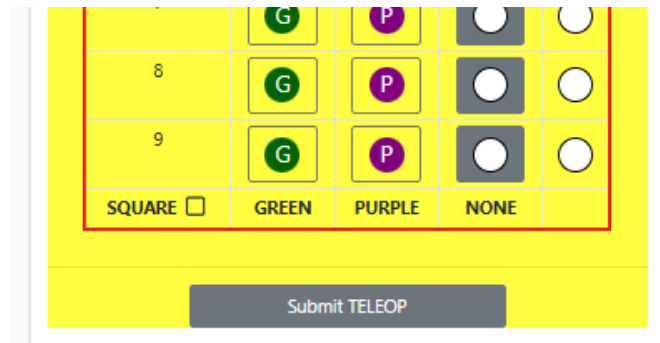 G P
8 G P
9 G P
SQUARE GREEN PURPLE NONE
Submit TELEOP